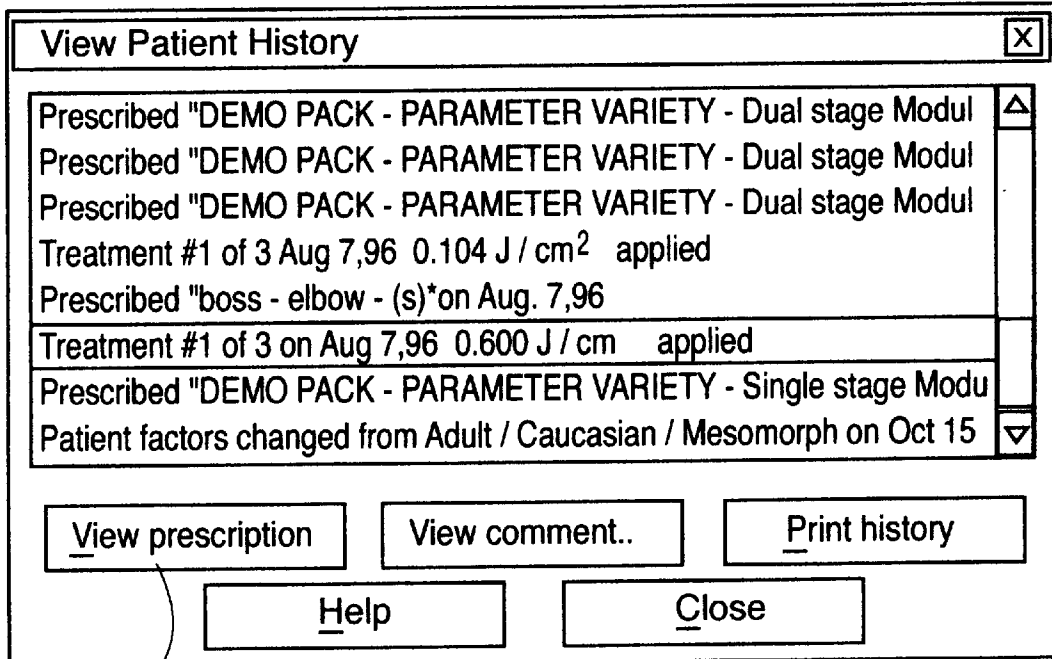 View Patient History X
Prescribed "DEMO PACK - PARAMETER VARIETY - Dual stage Modul
Prescribed "DEMO PACK - PARAMETER VARIETY - Dual stage Modul
Prescribed "DEMO PACK - PARAMETER VARIETY - Dual stage Modul
Treatment #1 of 3 Aug 7,96 0.104 J / cm² applied
Prescribed "boss - elbow - (s)*on Aug. 7,96
Treatment #1 of 3 on Aug 7,96 0.600 J / cm applied
Prescribed "DEMO PACK - PARAMETER VARIETY - Single stage Modu
Patient factors changed from Adult / Caucasian / Mesomorph on Oct 15
View prescription View comment.. Print history
Help Close